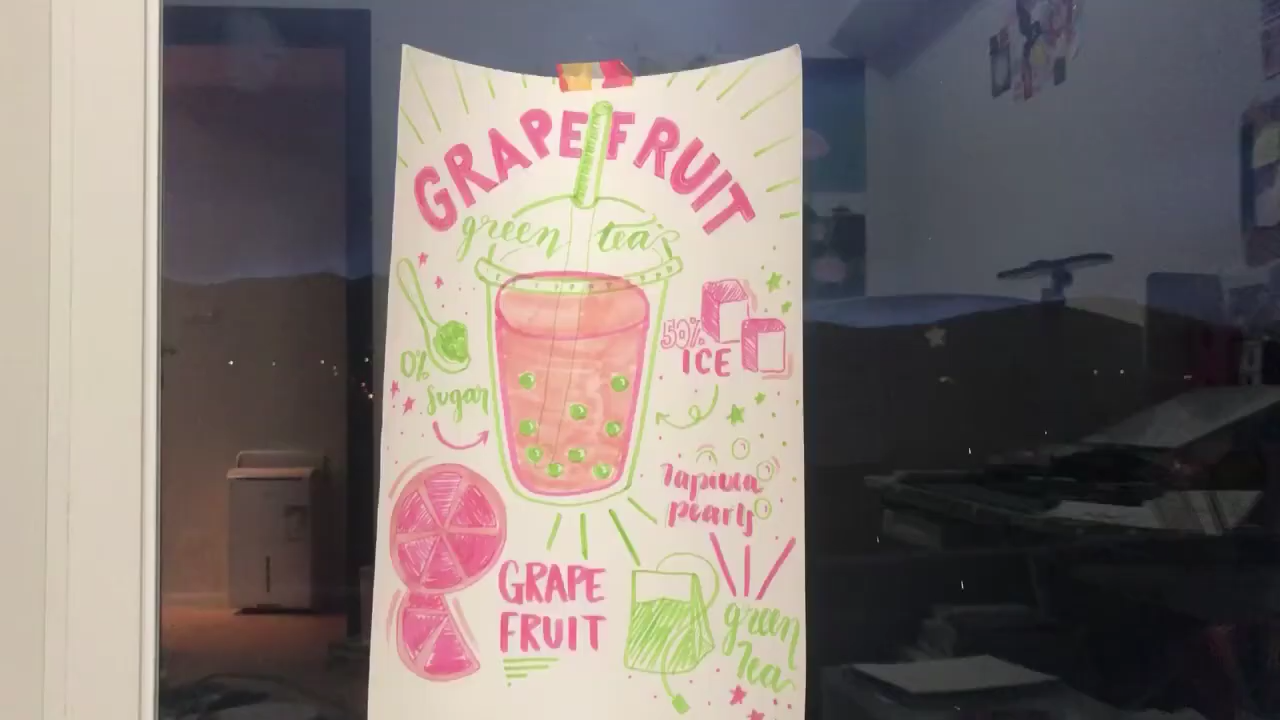 GRAPEFRUIT
green tea
0%
sugar
50%
ICE
Tapioca
pearls
GRAPE
FRUIT
green
Tea